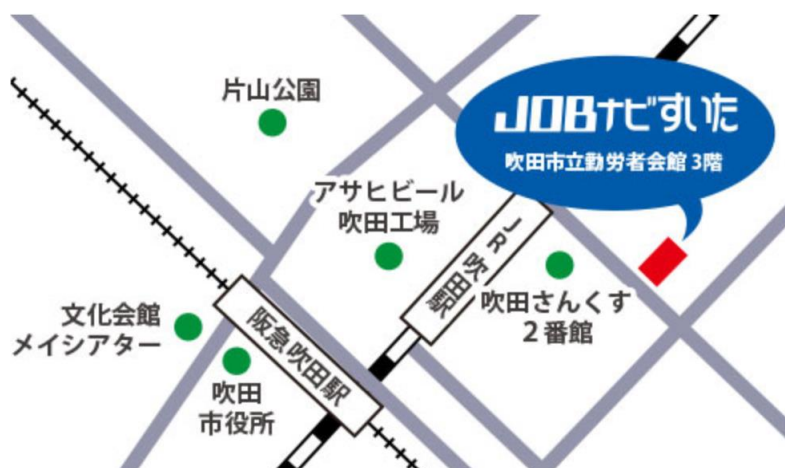 片山公園
JOBナビすいた
吹田市立勤労者会館 3階
アサヒビール
吹田工場
JR吹田駅
吹田さんくす
2番館
文化会館
メイシアター
阪急吹田駅
吹田
市役所